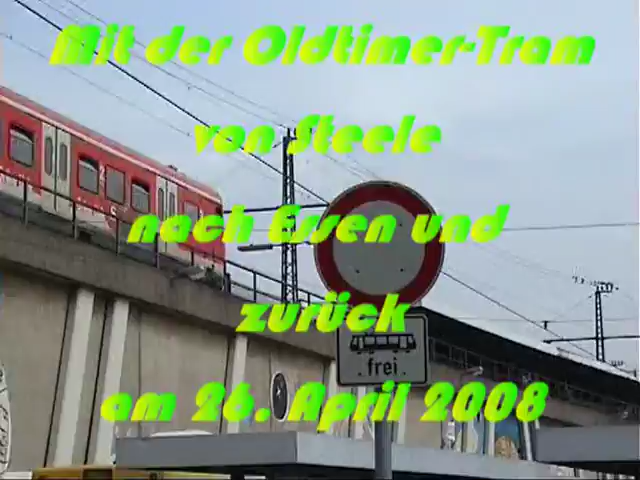 Mit der Oldtimer-Tram
von Steele
nach Essen und
zurück
frei
am 26. April 2008